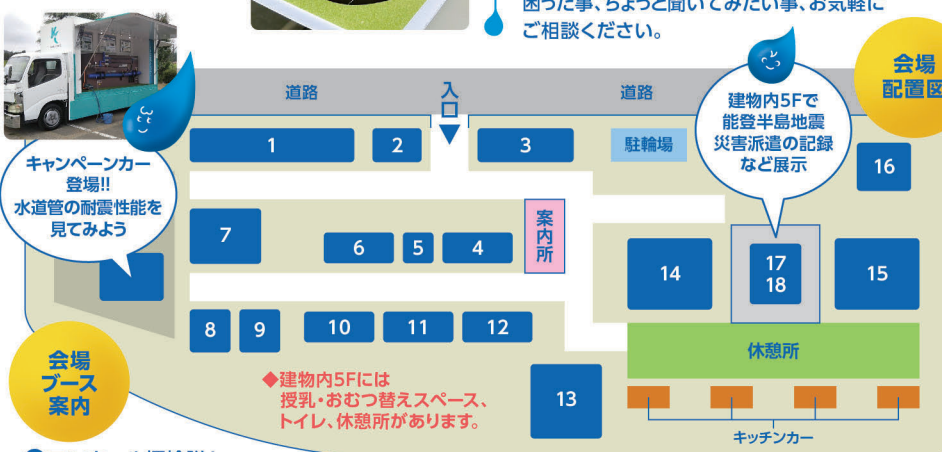 困った事、ちょっと聞いてみたい事、お気軽に
ご相談ください。
会場
配置図
道路
入口
道路
建物内5Fで
能登半島地震
災害派遣の記録
など展示
キャンペーンカー
登場!!
水道管の耐震性能を
見てみよう
1
2
3
駐輪場
16
7
6
5
4
案内所
14
17
18
15
8
9
10
11
12
休憩所
会場
ブース
案内
◆建物内5Fには
授乳・おむつ替えスペース、
トイレ、休憩所があります。
13
キッチンカー